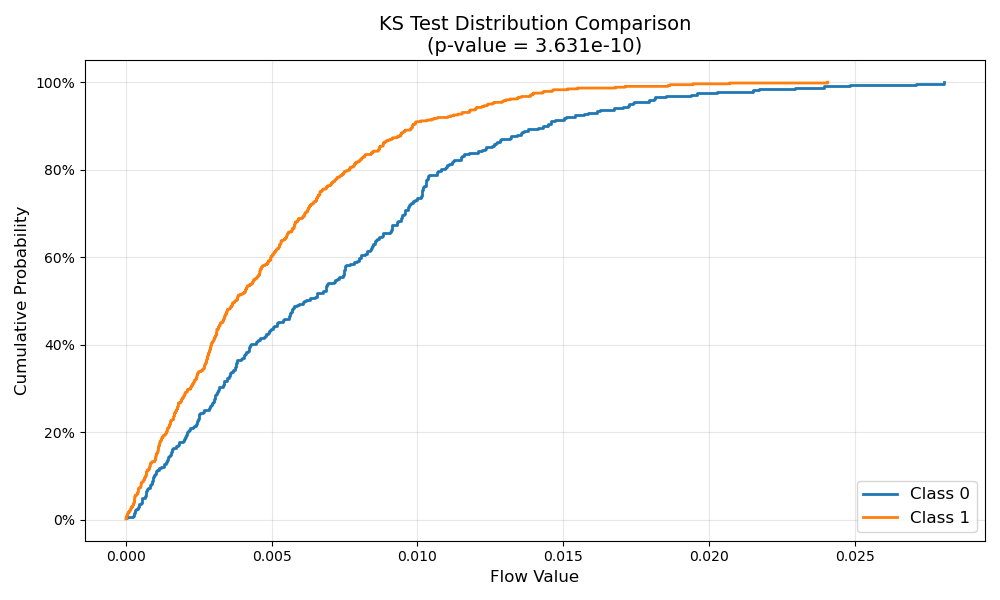 KS Test Distribution Comparison
(p-value = 3.631e-10)
Cumulative Probability
100%
80%
60%
40%
20%
0%
0.000 0.005 0.010 0.015 0.020 0.025
Flow Value
Class 0
Class 1